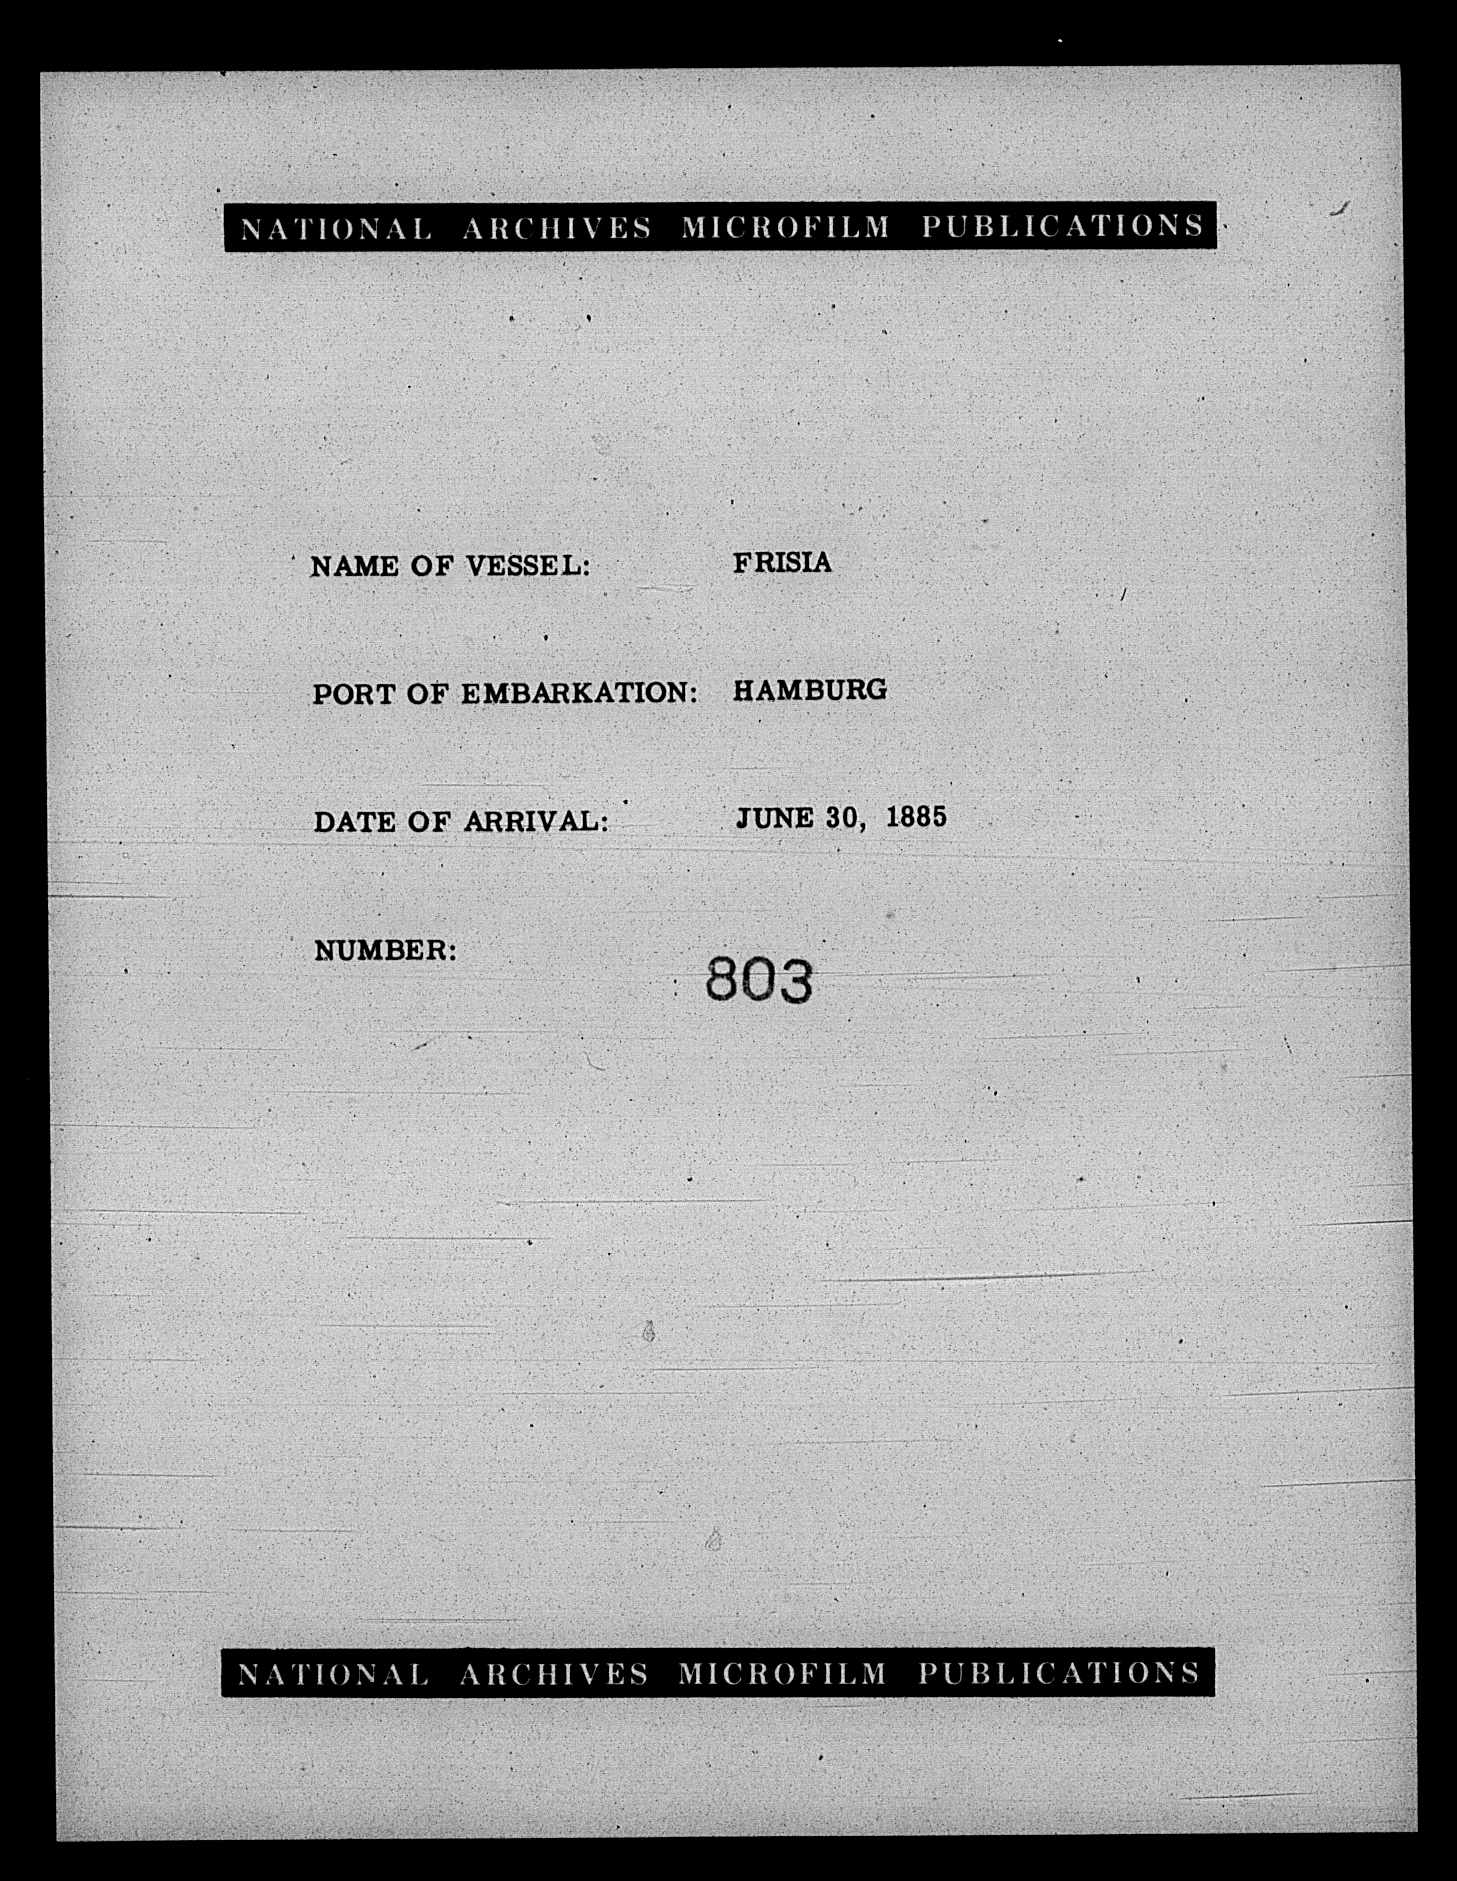 NATIONAL ARCHIVES MICROFILM PUBLICATIONS
NAME OF VESSEL: FRISIA
PORT OF EMBARKATION: HAMBURG
DATE OF ARRIVAL: JUNE 30, 1885
NUMBER: 803
NATIONAL ARCHIVES MICROFILM PUBLICATIONS